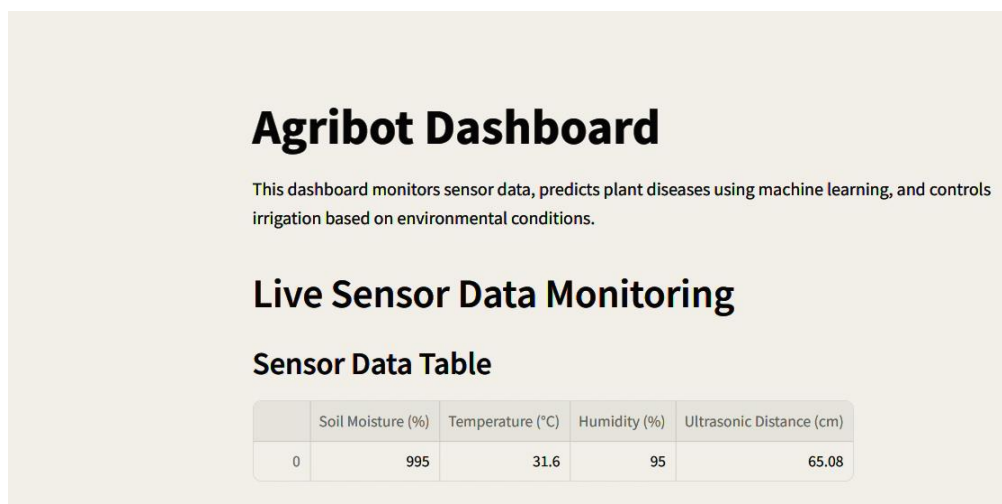 Agribot Dashboard
This dashboard monitors sensor data, predicts plant diseases using machine learning, and controls
irrigation based on environmental conditions.
Live Sensor Data Monitoring
Sensor Data Table
Soil Moisture (%) Temperature (°C) Humidity (%) Ultrasonic Distance (cm)
0 995 31.6 95 65.08